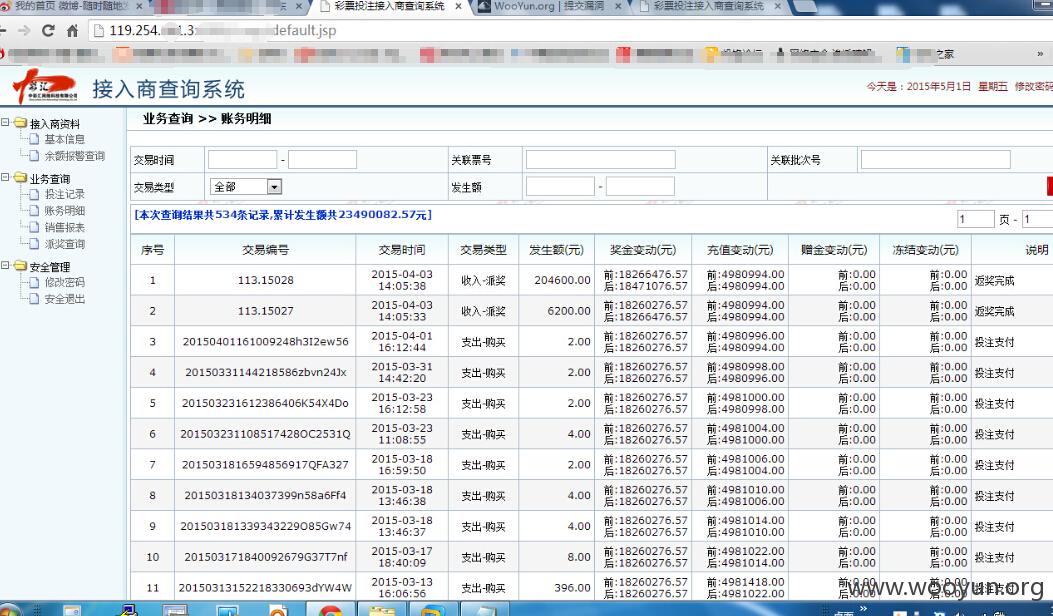 我的首页 微博-随时随地
彩票投注接入商查询系统
WooYun.org | 提交漏洞
彩票投注接入商查询系统
119.254. .1.3 default.jsp
之家
接入商查询系统
今天是：2015年5月1日 星期五 修改密码
接入商资料
基本信息
余额报警查询
业务查询
投注记录
账务明细
销售报表
派奖查询
安全管理
修改密码
安全退出
业务查询 >> 账务明细
交易时间 - 关联票号 关联批次号
交易类型 全部 发生额 -
[本次查询结果共534条记录,累计发生额共23490082.57元]
1 页 - 1
序号 交易编号 交易时间 交易类型 发生额(元) 奖金变动(元) 充值变动(元) 赠金变动(元) 冻结变动(元) 说明
1 113.15028 2015-04-03 14:05:38 收入-派奖 204600.00 前:18266476.57 后:18471076.57 前:4980994.00 后:4980994.00 前:0.00 后:0.00 前:0.00 后:0.00 返奖完成
2 113.15027 2015-04-03 14:05:33 收入-派奖 6200.00 前:18260276.57 后:18266476.57 前:4980994.00 后:4980994.00 前:0.00 后:0.00 前:0.00 后:0.00 返奖完成
3 20150401161009248h3I2ew56 2015-04-01 16:12:44 支出-购买 2.00 前:18260276.57 后:18260276.57 前:4980996.00 后:4980994.00 前:0.00 后:0.00 前:0.00 后:0.00 投注支付
4 20150331144218586zbvn24Jx 2015-03-31 14:42:20 支出-购买 2.00 前:18260276.57 后:18260276.57 前:4980998.00 后:4980996.00 前:0.00 后:0.00 前:0.00 后:0.00 投注支付
5 201503231612386406K54X4Do 2015-03-23 16:12:58 支出-购买 2.00 前:18260276.57 后:18260276.57 前:4981000.00 后:4980998.00 前:0.00 后:0.00 前:0.00 后:0.00 投注支付
6 201503231108517428OC2531Q 2015-03-23 11:08:55 支出-购买 4.00 前:18260276.57 后:18260276.57 前:4981004.00 后:4981000.00 前:0.00 后:0.00 前:0.00 后:0.00 投注支付
7 2015031816594856917QFA327 2015-03-18 16:59:50 支出-购买 2.00 前:18260276.57 后:18260276.57 前:4981006.00 后:4981004.00 前:0.00 后:0.00 前:0.00 后:0.00 投注支付
8 20150318134037399n58a6Ff4 2015-03-18 13:46:38 支出-购买 4.00 前:18260276.57 后:18260276.57 前:4981010.00 后:4981006.00 前:0.00 后:0.00 前:0.00 后:0.00 投注支付
9 201503181339343229O85Gw74 2015-03-18 13:46:37 支出-购买 4.00 前:18260276.57 后:18260276.57 前:4981014.00 后:4981010.00 前:0.00 后:0.00 前:0.00 后:0.00 投注支付
10 201503171840092679G37T7nf 2015-03-17 18:40:09 支出-购买 8.00 前:18260276.57 后:18260276.57 前:4981022.00 后:4981014.00 前:0.00 后:0.00 前:0.00 后:0.00 投注支付
11 20150313152218330693dYW4W 2015-03-13 16:06:56 支出-购买 396.00 前:18260276.57 后:18260276.57 前:4981418.00 后:4981022.00 前:0.00 前:0.00 投注支付
www.wooyun.org